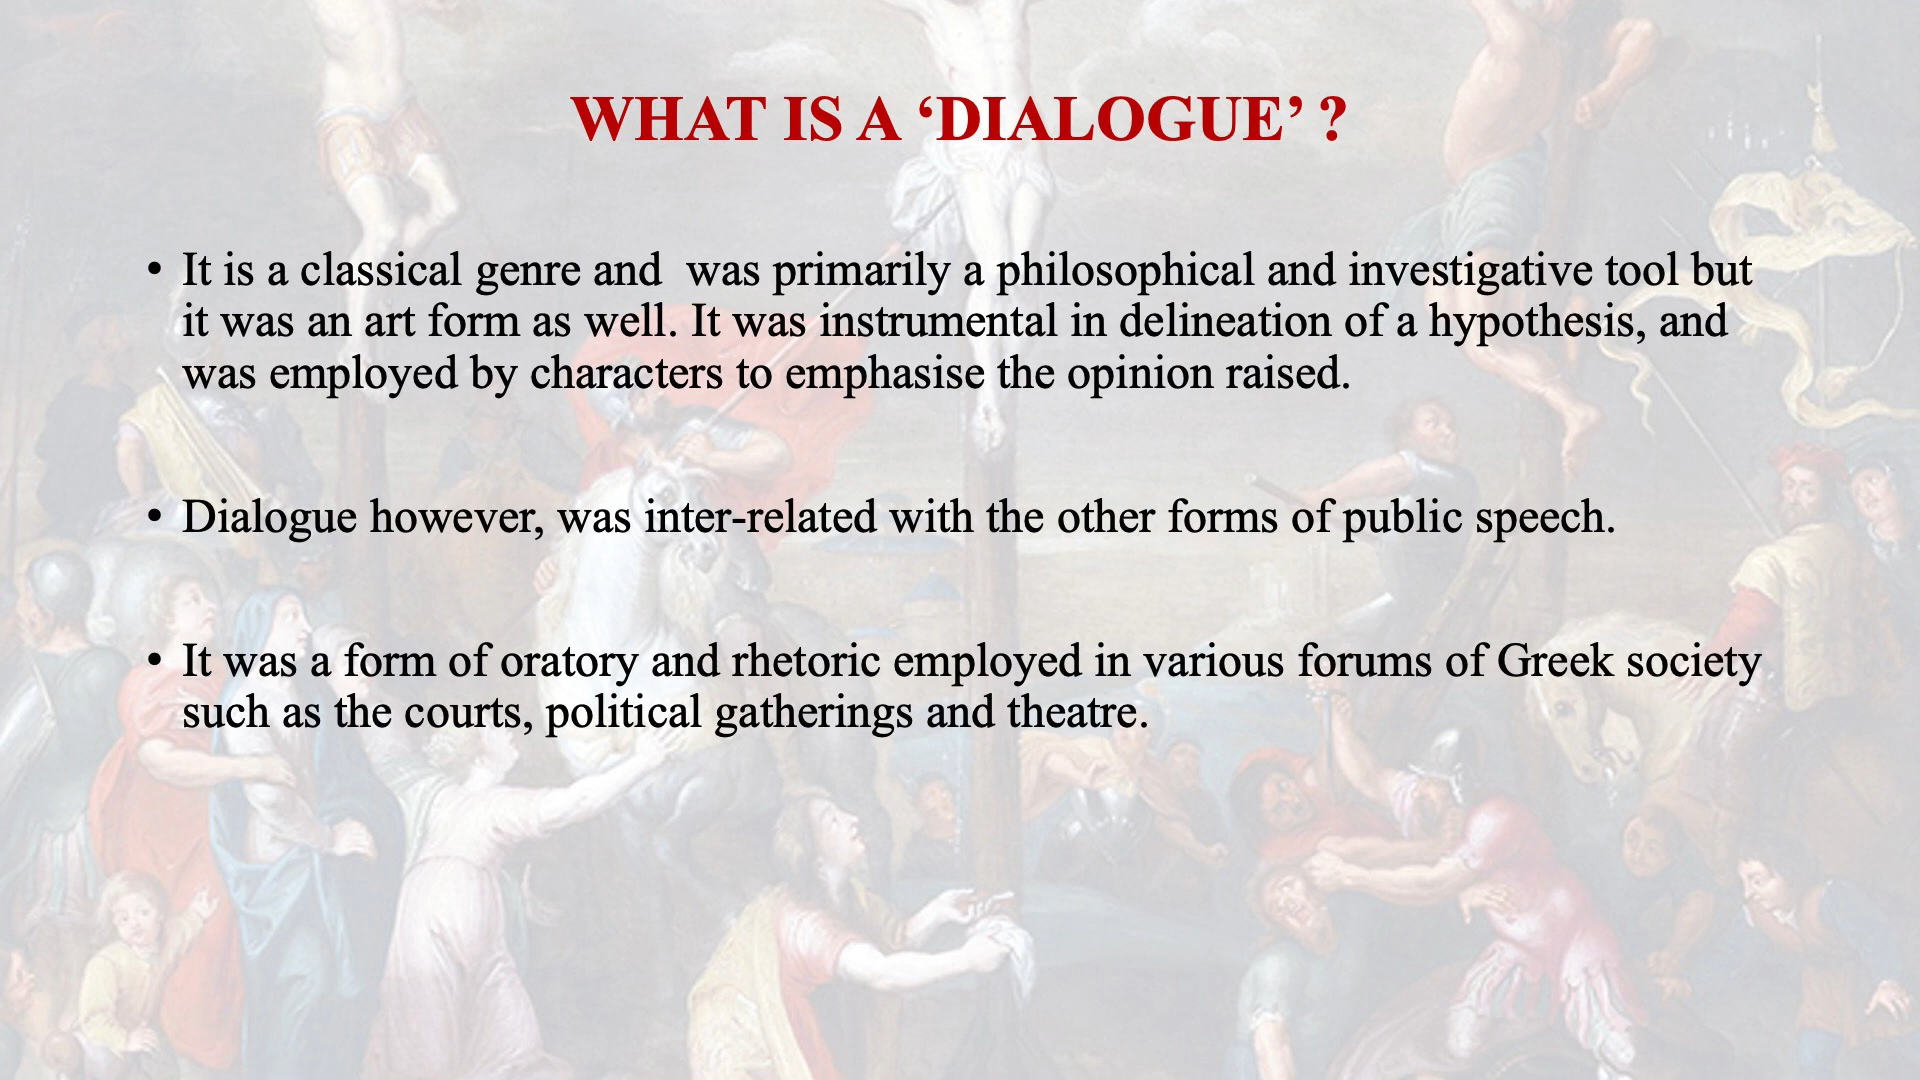 WHAT IS A ‘DIALOGUE’ ?
• It is a classical genre and  was primarily a philosophical and investigative tool but
it was an art form as well. It was instrumental in delineation of a hypothesis, and
was employed by characters to emphasise the opinion raised.
• Dialogue however, was inter-related with the other forms of public speech.
• It was a form of oratory and rhetoric employed in various forums of Greek society
such as the courts, political gatherings and theatre.